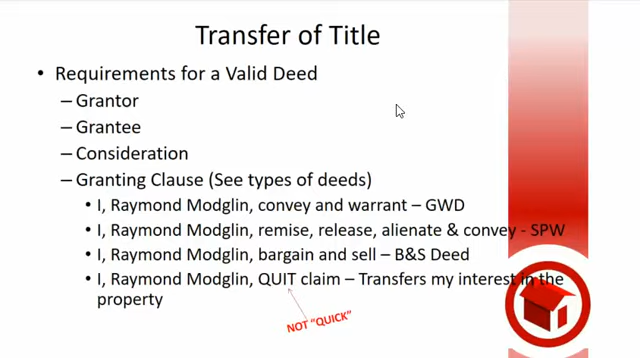 Transfer of Title
• Requirements for a Valid Deed
– Grantor
– Grantee
– Consideration
– Granting Clause (See types of deeds)
• I, Raymond Modglin, convey and warrant – GWD
• I, Raymond Modglin, remise, release, alienate & convey - SPW
• I, Raymond Modglin, bargain and sell – B&S Deed
• I, Raymond Modglin, QUIT claim – Transfers my interest in the
property
NOT “QUICK”